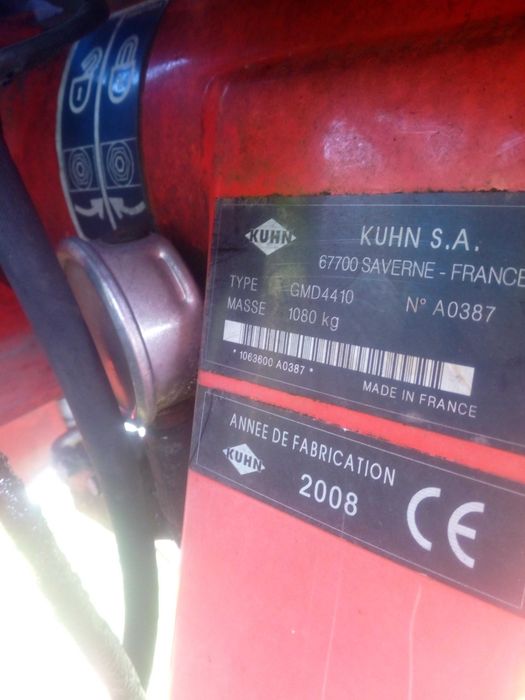 KUHN
KUHN S.A.
67700 SAVERNE - FRANCE
TYPE GMD4410 N° A0387
MASSE 1080 kg
* 1063600 A0387 *
MADE IN FRANCE
ANNEE DE FABRICATION
KUHN
2008
CE